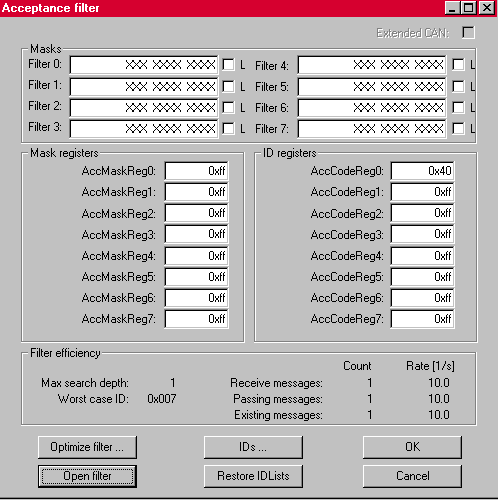 Acceptance filter
Extended CAN:
Masks
Filter 0: XXX XXXX XXXX L Filter 4: XXX XXXX XXXX L
Filter 1: XXX XXXX XXXX L Filter 5: XXX XXXX XXXX L
Filter 2: XXX XXXX XXXX L Filter 6: XXX XXXX XXXX L
Filter 3: XXX XXXX XXXX L Filter 7: XXX XXXX XXXX L
Mask registers ID registers
AccMaskReg0: 0xff AccCodeReg0: 0x40
AccMaskReg1: 0xff AccCodeReg1: 0xff
AccMaskReg2: 0xff AccCodeReg2: 0xff
AccMaskReg3: 0xff AccCodeReg3: 0xff
AccMaskReg4: 0xff AccCodeReg4: 0xff
AccMaskReg5: 0xff AccCodeReg5: 0xff
AccMaskReg6: 0xff AccCodeReg6: 0xff
AccMaskReg7: 0xff AccCodeReg7: 0xff
Filter efficiency
Count Rate [1/s]
Max search depth: 1 Receive messages: 1 10.0
Worst case ID: 0x007 Passing messages: 1 10.0
Existing messages: 1 10.0
Optimize filter ... IDs ... OK
Open filter Restore IDLists Cancel